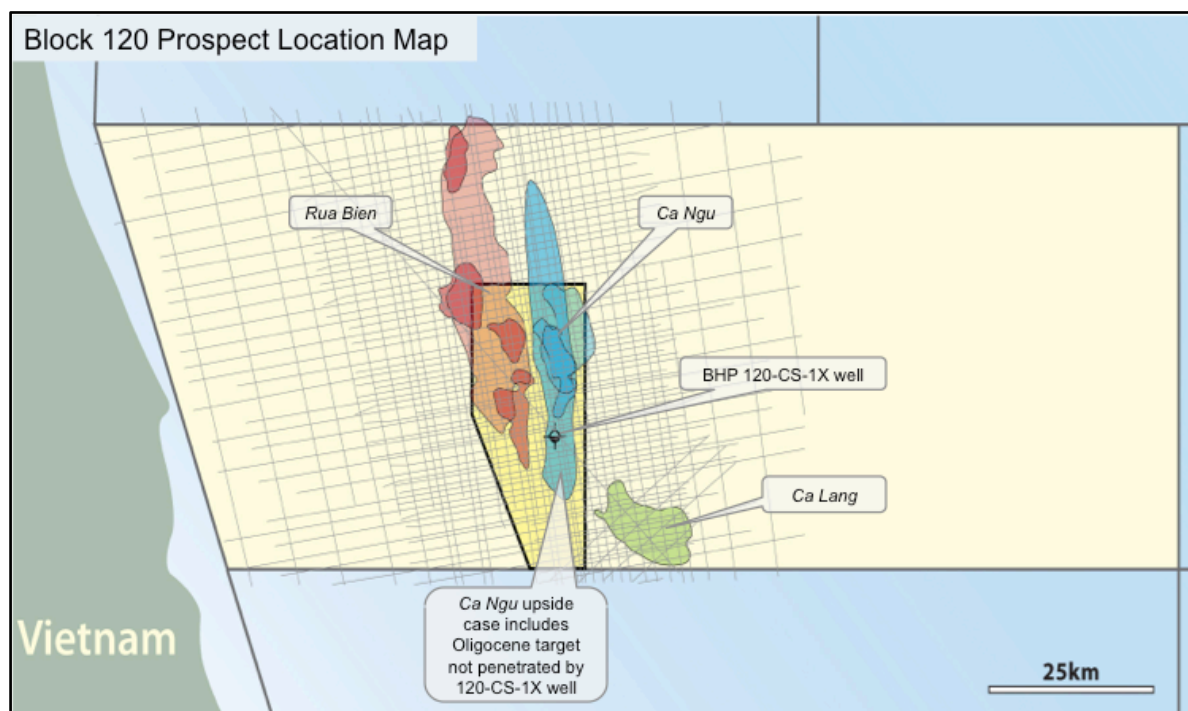 Block 120 Prospect Location Map
Rua Bien
Ca Ngu
BHP 120-CS-1X well
Ca Lang
Ca Ngu upside
case includes
Oligocene target
not penetrated by
120-CS-1X well
Vietnam
25km